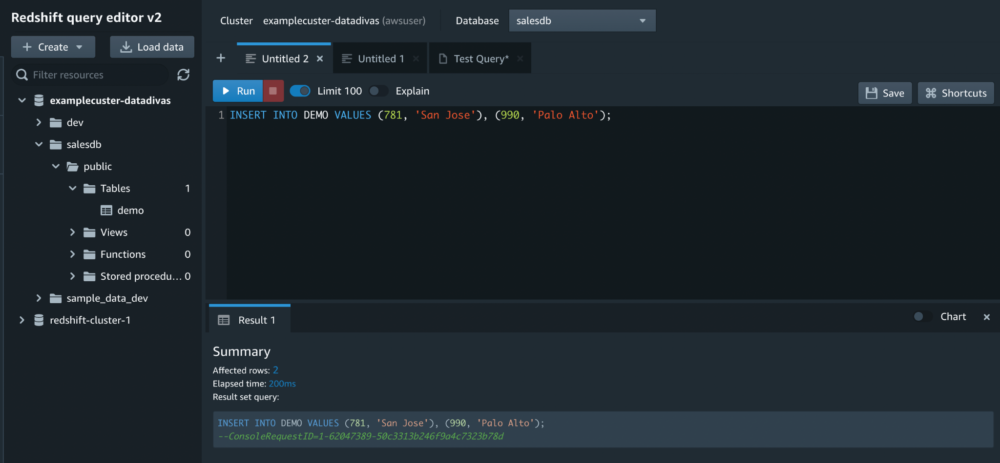 Redshift query editor v2
Create
Load data
Filter resources
examplecuster-datadivas
dev
salesdb
public
Tables 1
demo
Views 0
Functions 0
Stored procedu... 0
sample_data_dev
redshift-cluster-1
Cluster examplecuster-datadivas (awsuser) Database salesdb
Untitled 2 Untitled 1 Test Query*
Run Limit 100 Explain Save Shortcuts
1 INSERT INTO DEMO VALUES (781, 'San Jose'), (990, 'Palo Alto');
Result 1 Chart
Summary
Affected rows: 2
Elapsed time: 200ms
Result set query:
INSERT INTO DEMO VALUES (781, 'San Jose'), (990, 'Palo Alto');
--ConsoleRequestID=1-62047389-50c3313b246f9a4c7323b78d